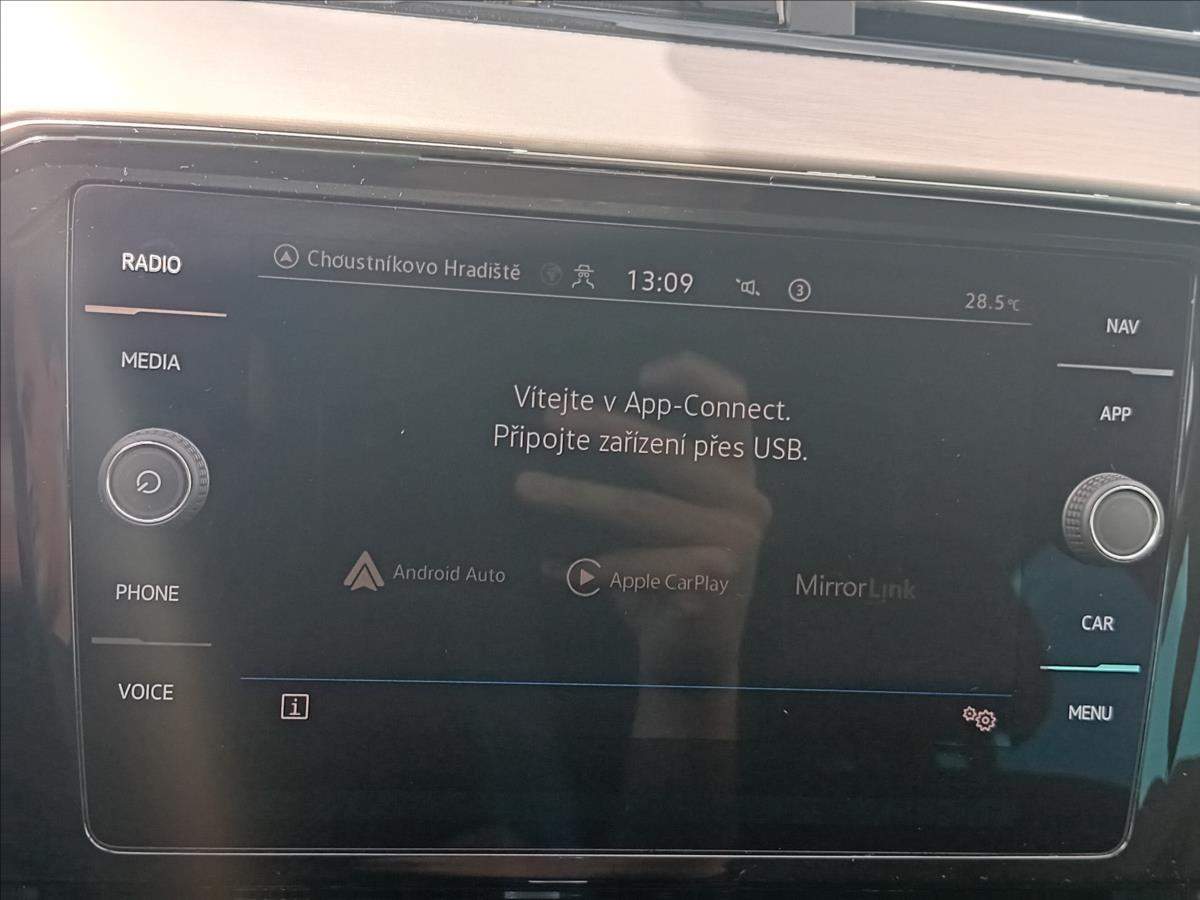 RADIO
Choustníkovo Hradiště
13:09
3
28.5°C
NAV
MEDIA
APP
Vítejte v App-Connect.
Připojte zařízení přes USB.
Android Auto
Apple CarPlay
MirrorLink
PHONE
CAR
VOICE
i
MENU